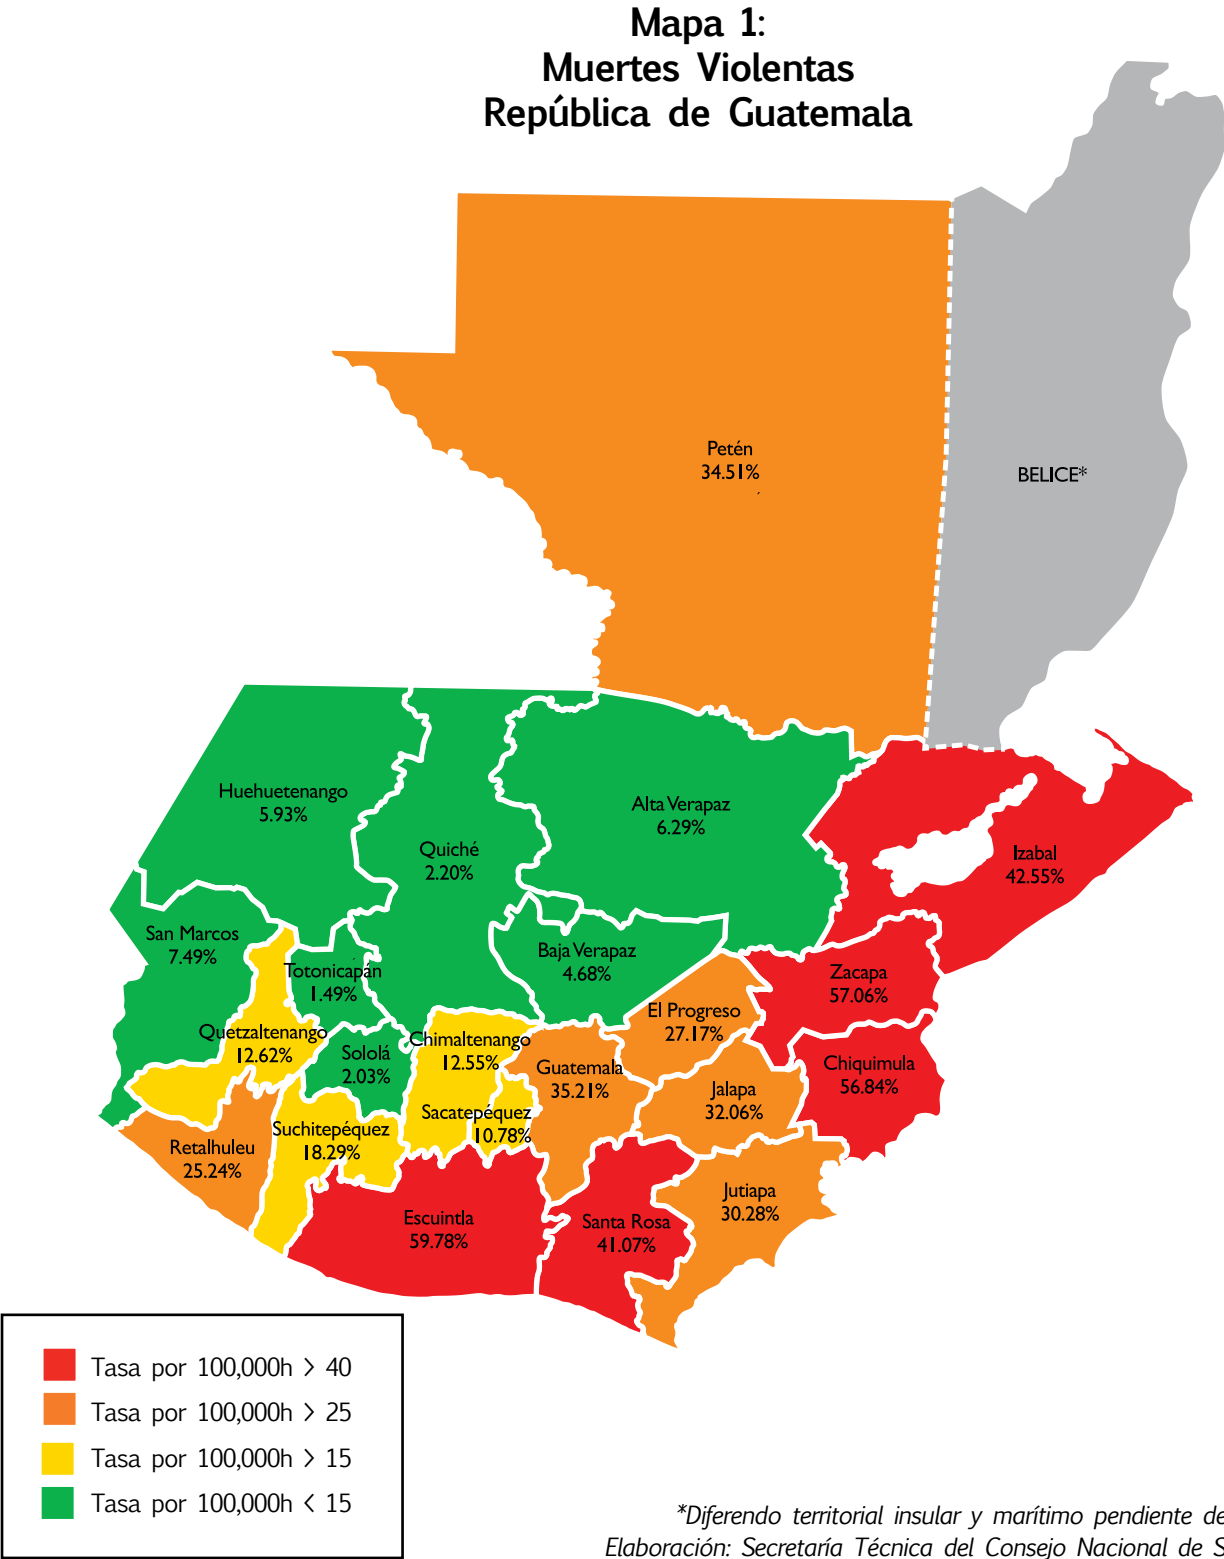 Mapa 1:
Muertes Violentas
República de Guatemala
Petén
34.51%
BELICE*
Huehuetenango
5.93%
Alta Verapaz
6.29%
Quiché
2.20%
Izabal
42.55%
San Marcos
7.49%
Totonicapán
1.49%
Baja Verapaz
4.68%
Zacapa
57.06%
El Progreso
27.17%
Quetzaltenango
12.62%
Sololá
2.03%
Chimaltenango
12.55%
Guatemala
35.21%
Chiquimula
56.84%
Jalapa
32.06%
Sacatepéquez
10.78%
Suchitepéquez
18.29%
Retalhuleu
25.24%
Jutiapa
30.28%
Escuintla
59.78%
Santa Rosa
41.07%
Tasa por 100,000h > 40
Tasa por 100,000h > 25
Tasa por 100,000h > 15
Tasa por 100,000h < 15
*Diferendo territorial insular y marítimo pendiente de
Elaboración: Secretaría Técnica del Consejo Nacional de S